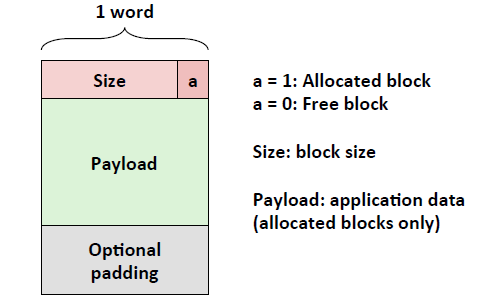 1 word
Size
a
Payload
Optional
padding
a = 1: Allocated block
a = 0: Free block
Size: block size
Payload: application data
(allocated blocks only)